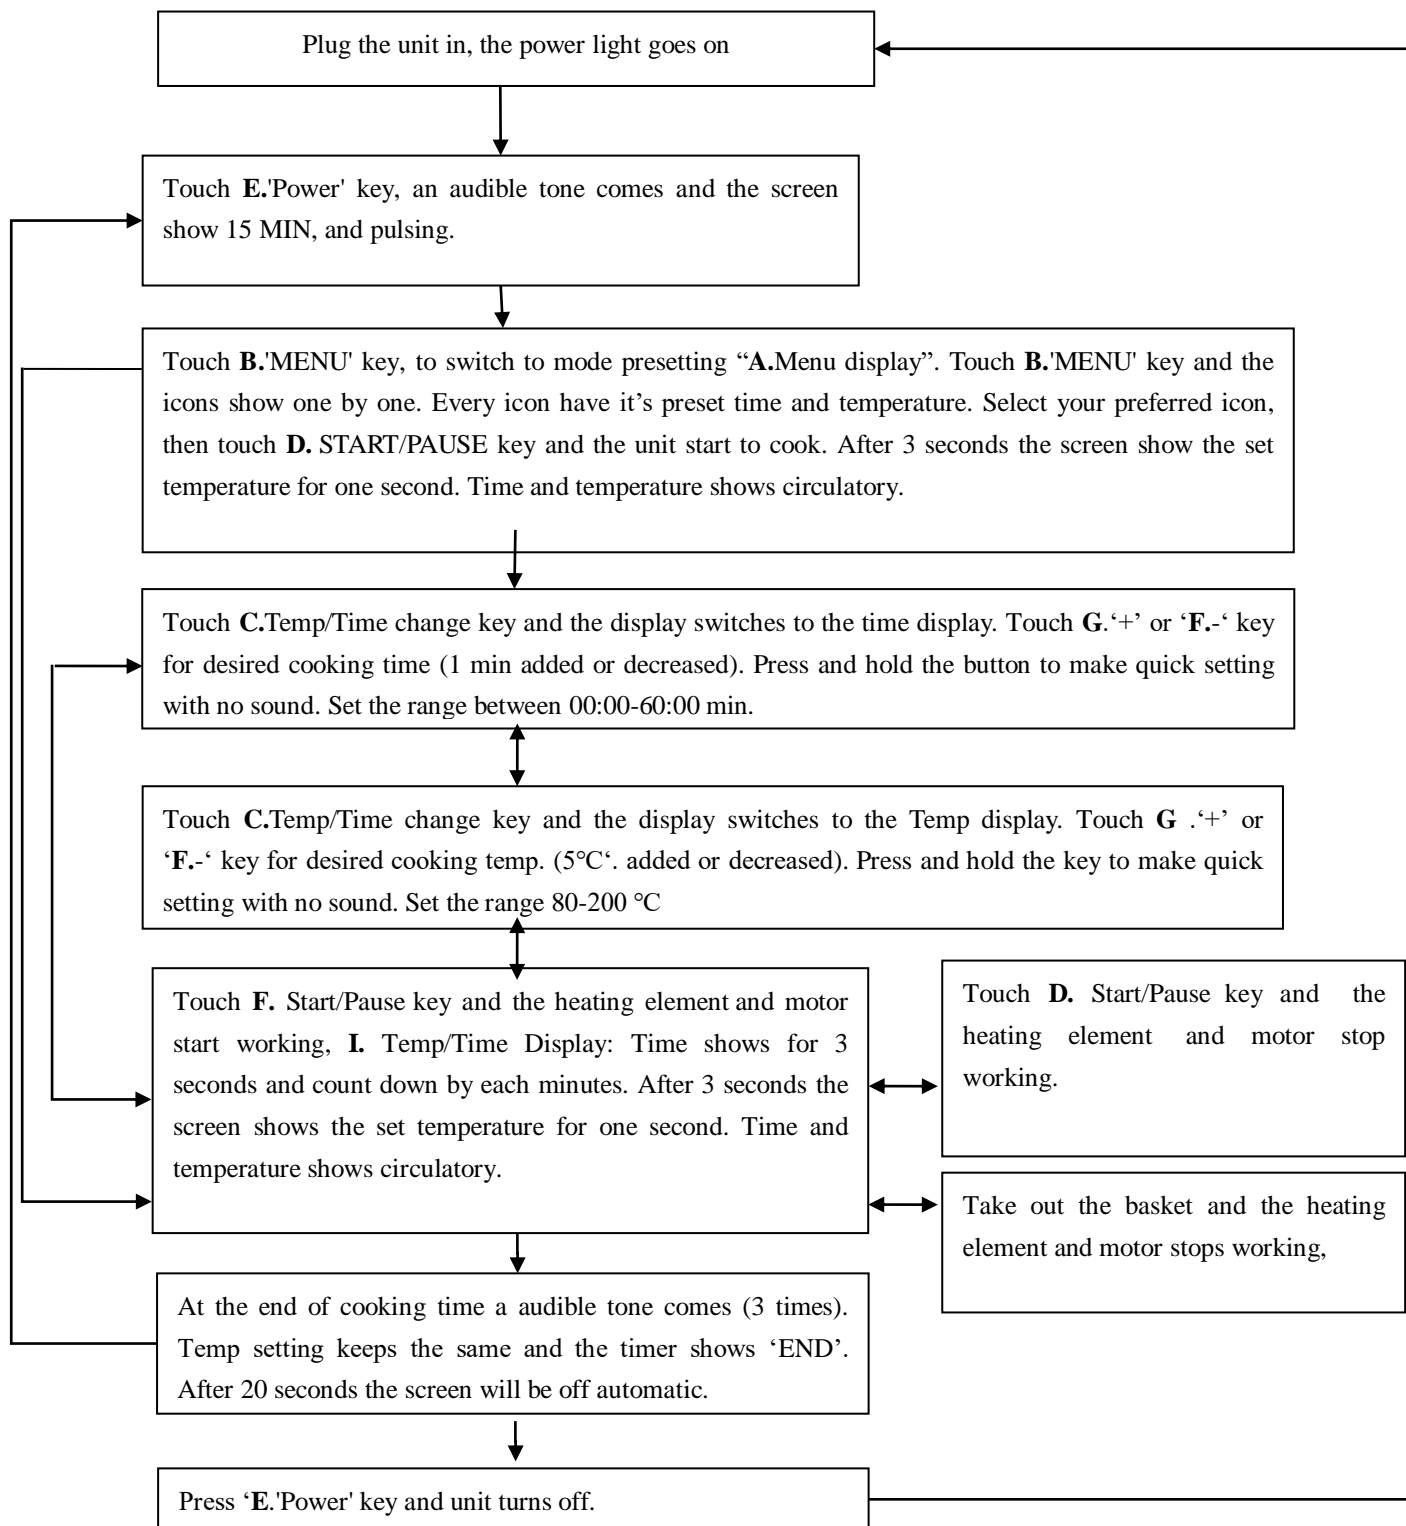 Plug the unit in, the power light goes on
Touch E.'Power' key, an audible tone comes and the screen
show 15 MIN, and pulsing.
Touch B.'MENU' key, to switch to mode presetting “A.Menu display”. Touch B.'MENU' key and the
icons show one by one. Every icon have it’s preset time and temperature. Select your preferred icon,
then touch D. START/PAUSE key and the unit start to cook. After 3 seconds the screen show the set
temperature for one second. Time and temperature shows circulatory.
Touch C.Temp/Time change key and the display switches to the time display. Touch G.‘+’ or ‘F.-‘ key
for desired cooking time (1 min added or decreased). Press and hold the button to make quick setting
with no sound. Set the range between 00:00-60:00 min.
Touch C.Temp/Time change key and the display switches to the Temp display. Touch G .‘+’ or
‘F.-‘ key for desired cooking temp. (5℃‘. added or decreased). Press and hold the key to make quick
setting with no sound. Set the range 80-200 ℃
Touch F. Start/Pause key and the heating element and motor
start working, I. Temp/Time Display: Time shows for 3
seconds and count down by each minutes. After 3 seconds the
screen shows the set temperature for one second. Time and
temperature shows circulatory.
Touch D. Start/Pause key and the
heating element and motor stop
working.
Take out the basket and the heating
element and motor stops working,
At the end of cooking time a audible tone comes (3 times).
Temp setting keeps the same and the timer shows ‘END’.
After 20 seconds the screen will be off automatic.
Press ‘E.'Power' key and unit turns off.